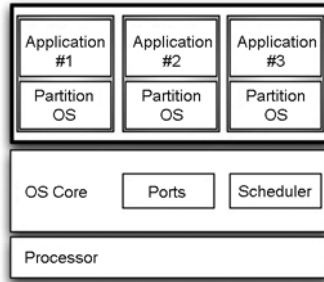 Application
#1
Application
#2
Application
#3
Partition
OS
Partition
OS
Partition
OS
OS Core
Ports
Scheduler
Processor